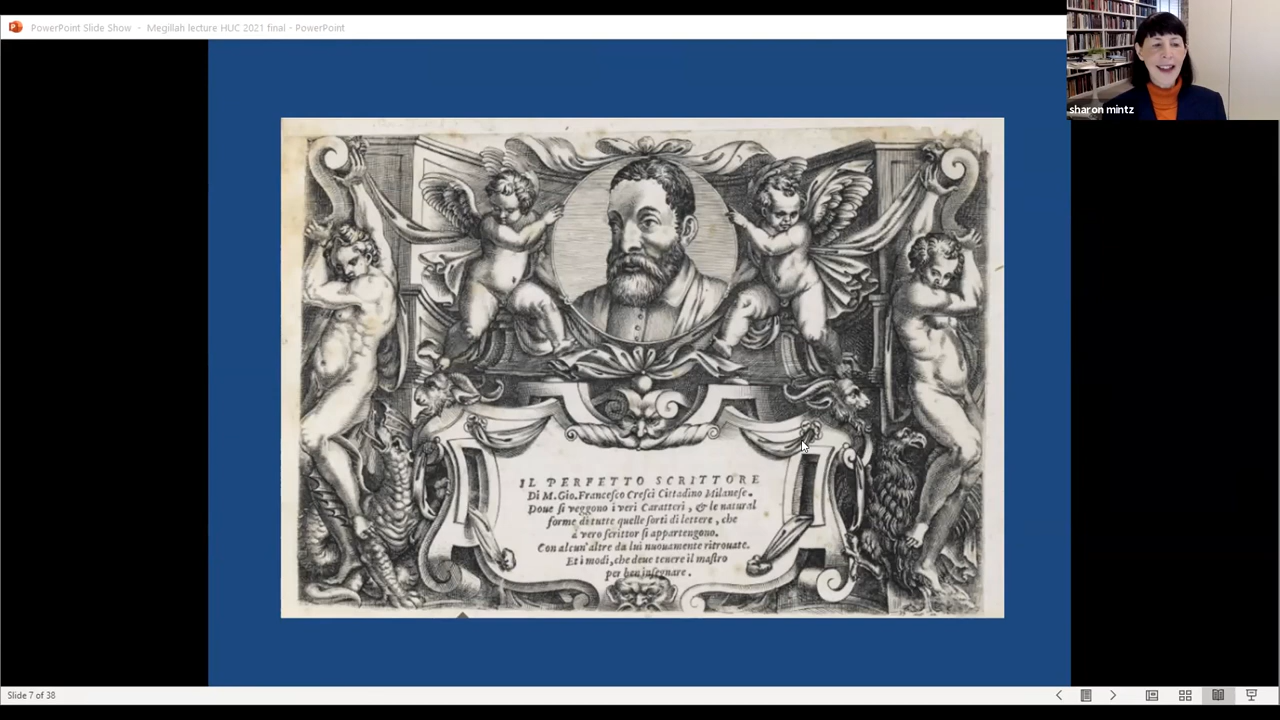 PowerPoint Slide Show - Megillah lecture HUC 2021 final - PowerPoint
sharon mintz
IL PERFETTO SCRITTORE
Di M. Gio. Francesco Cresci Cittadino Milanese.
Doue si veggono i veri Caratteri, & le natural
forme di tutte quelle sorti di lettere, che
à vero scrittor si appartengono.
Con alcun'altre da lui nuouamente ritrouate.
Et i modi, che deue tenere il mastro
per ben insegnare.
Slide 7 of 38